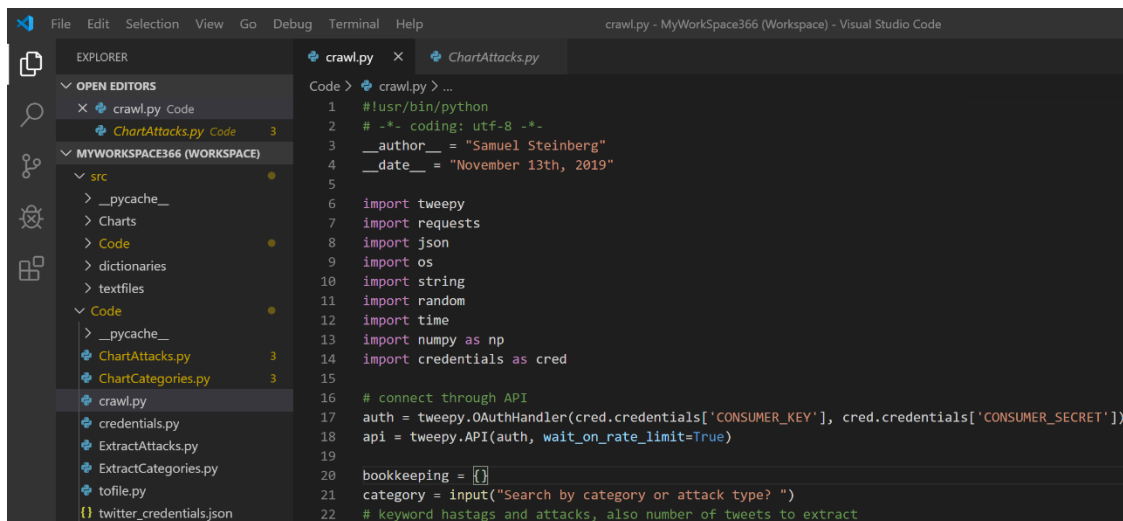 File Edit Selection View Go Debug Terminal Help crawl.py - MyWorkSpace366 (Workspace) - Visual Studio Code
EXPLORER
OPEN EDITORS
crawl.py Code
ChartAttacks.py Code 3
MYWORKSPACE366 (WORKSPACE)
src
__pycache__
Charts
Code
dictionaries
textfiles
Code
__pycache__
ChartAttacks.py 3
ChartCategories.py 3
crawl.py
credentials.py
ExtractAttacks.py
ExtractCategories.py
tofile.py
{} twitter_credentials.json
crawl.py ChartAttacks.py
Code > crawl.py > ...
1 #!usr/bin/python
2 # -*- coding: utf-8 -*-
3 __author__ = "Samuel Steinberg"
4 __date__ = "November 13th, 2019"
5
6 import tweepy
7 import requests
8 import json
9 import os
10 import string
11 import random
12 import time
13 import numpy as np
14 import credentials as cred
15
16 # connect through API
17 auth = tweepy.OAuthHandler(cred.credentials['CONSUMER_KEY'], cred.credentials['CONSUMER_SECRET'])
18 api = tweepy.API(auth, wait_on_rate_limit=True)
19
20 bookkeeping = {}
21 category = input("Search by category or attack type? ")
22 # keyword hastags and attacks, also number of tweets to extract